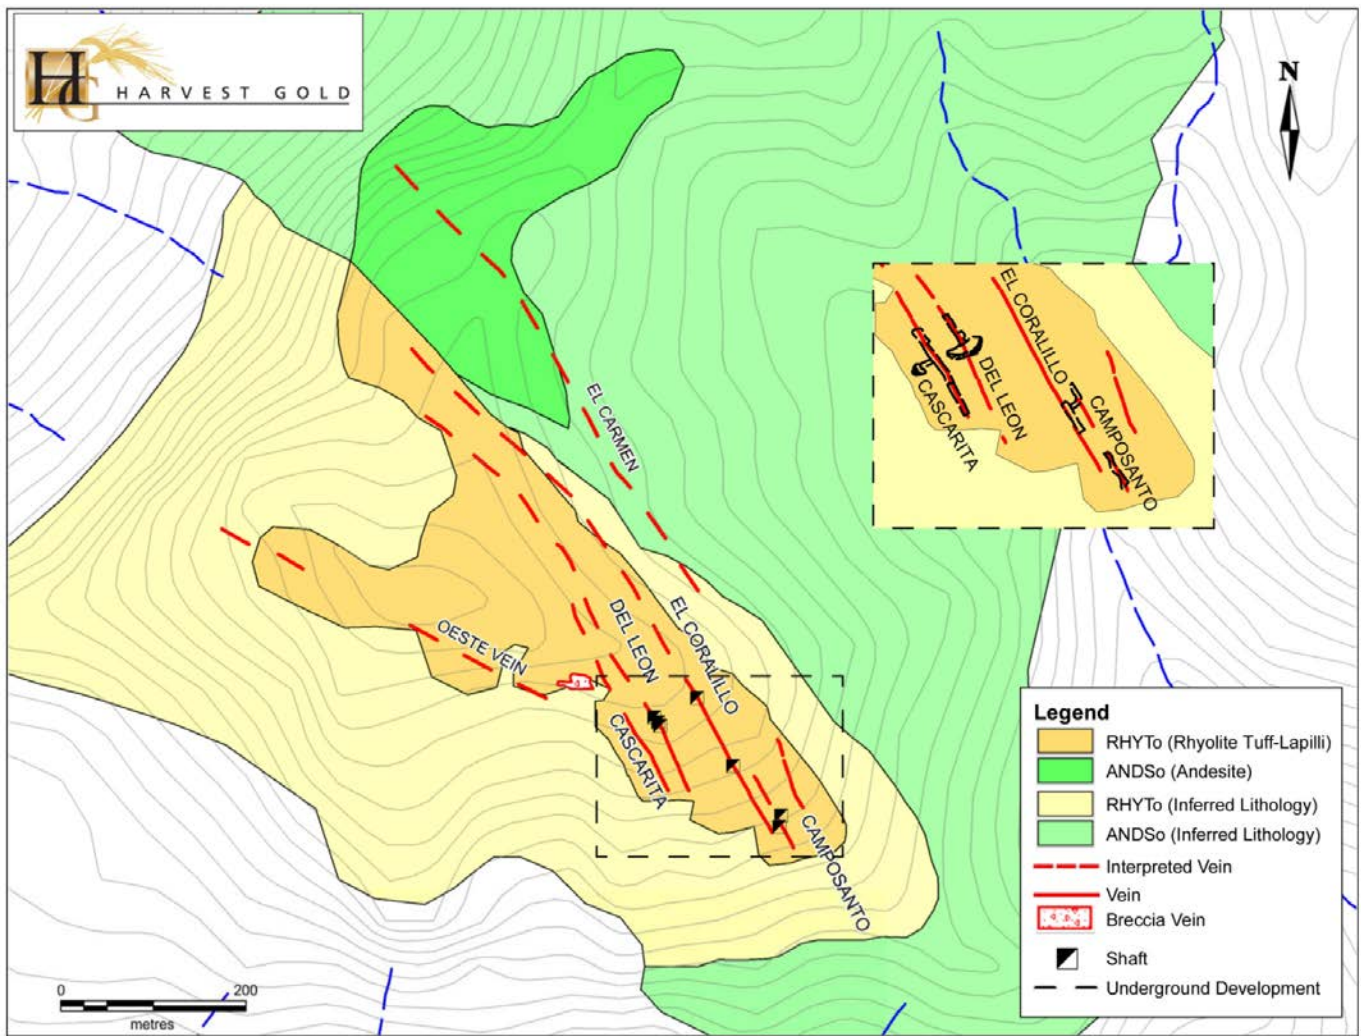 HG
HARVEST GOLD
N
EL CARMEN
EL CORALILLO
DEL LEON
CAMPOSANTO
CASCARITA
OESTE VEIN
DEL LEON
EL CORALILLO
CASCARITA
CAMPOSANTO
Legend
RHYTo (Rhyolite Tuff-Lapilli)
ANDSo (Andesite)
RHYTo (Inferred Lithology)
ANDSo (Inferred Lithology)
Interpreted Vein
Vein
Breccia Vein
Shaft
Underground Development
0 200
metres